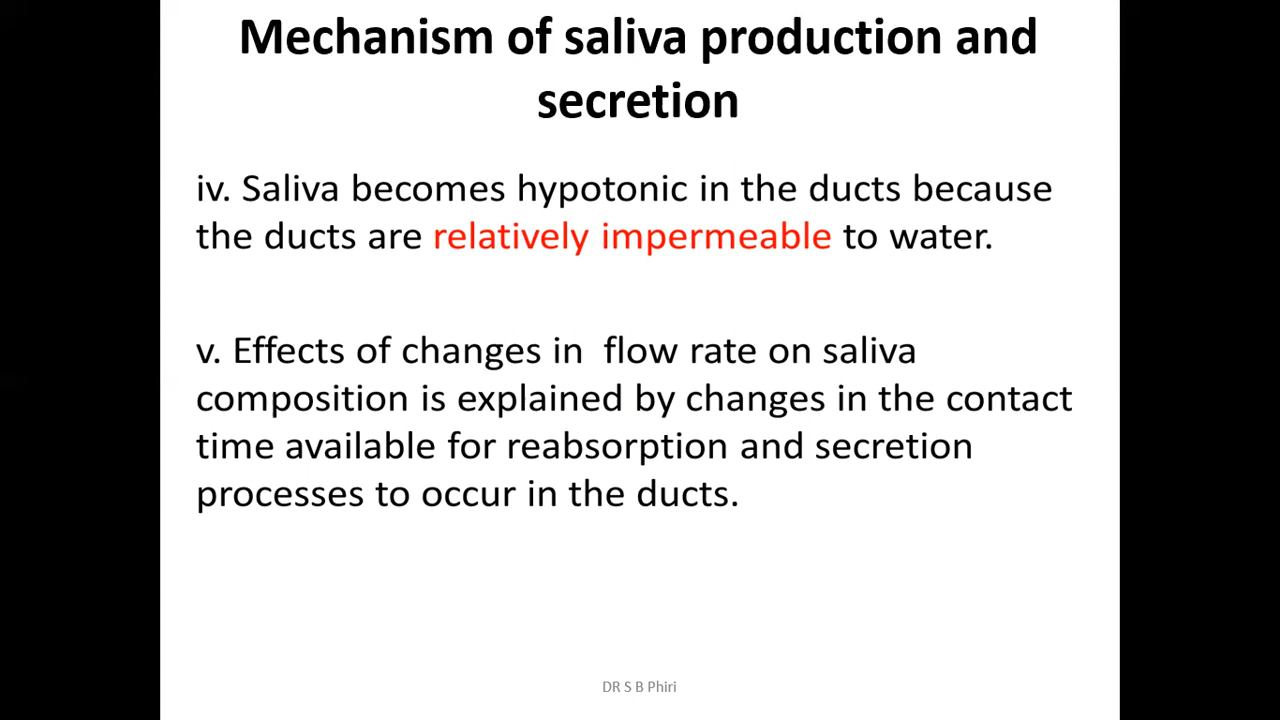 Mechanism of saliva production and
secretion
iv. Saliva becomes hypotonic in the ducts because
the ducts are relatively impermeable to water.
v. Effects of changes in  flow rate on saliva
composition is explained by changes in the contact
time available for reabsorption and secretion
processes to occur in the ducts.
DR S B Phiri